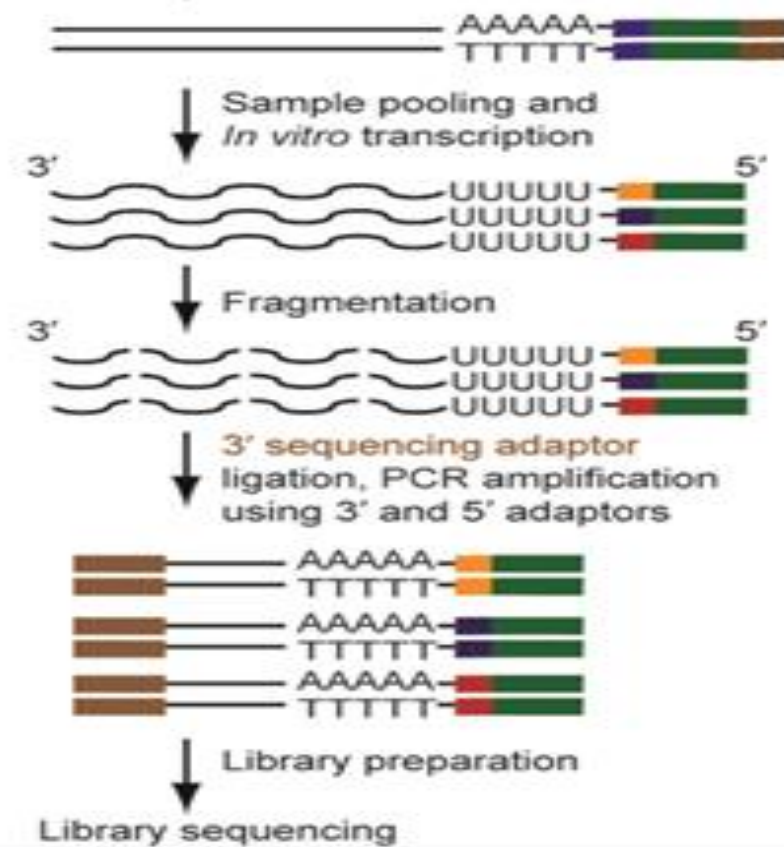 AAAAA
TTTTT
Sample pooling and
In vitro transcription
3′ 5′
UUUUU
UUUUU
UUUUU
Fragmentation
3′ 5′
UUUUU
UUUUU
UUUUU
3′ sequencing adaptor
ligation, PCR amplification
using 3′ and 5′ adaptors
AAAAA
TTTTT
AAAAA
TTTTT
AAAAA
TTTTT
Library preparation
Library sequencing